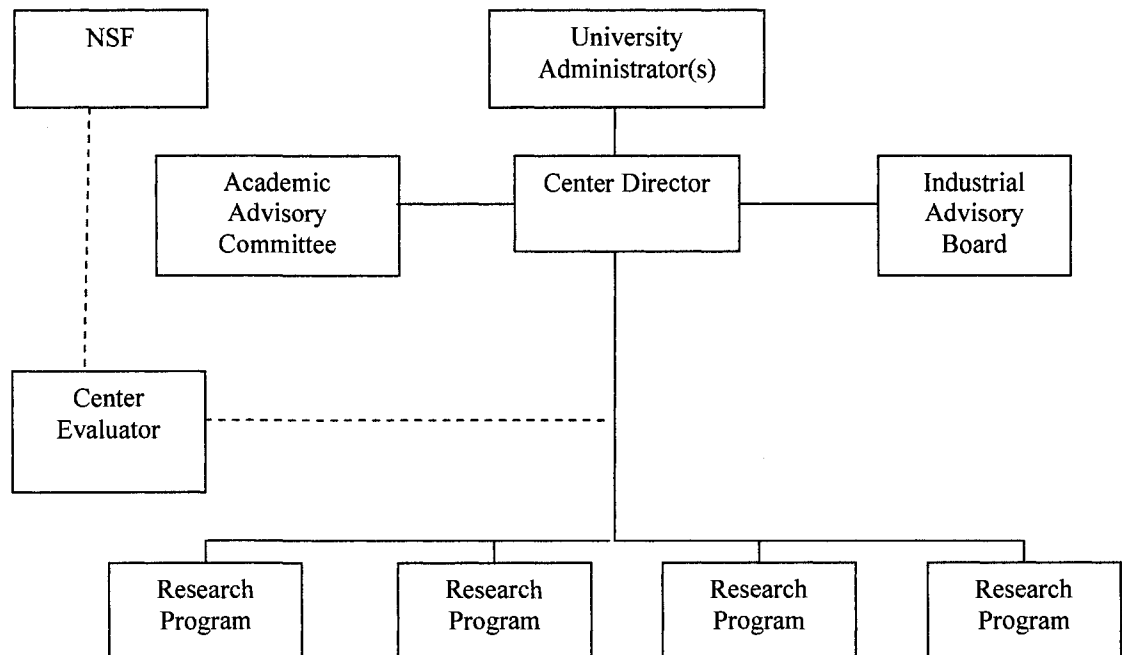 NSF
University
Administrator(s)
Academic
Advisory
Committee
Center Director
Industrial
Advisory
Board
Center
Evaluator
Research
Program
Research
Program
Research
Program
Research
Program